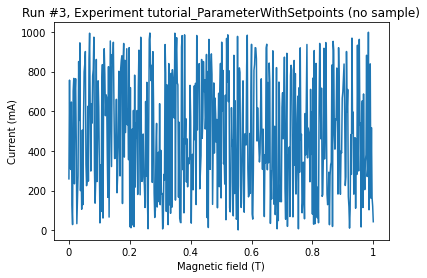 Run #3, Experiment tutorial_ParameterWithSetpoints (no sample)
1000
800
600
400
200
0
Current (mA)
0 0.2 0.4 0.6 0.8 1
Magnetic field (T)